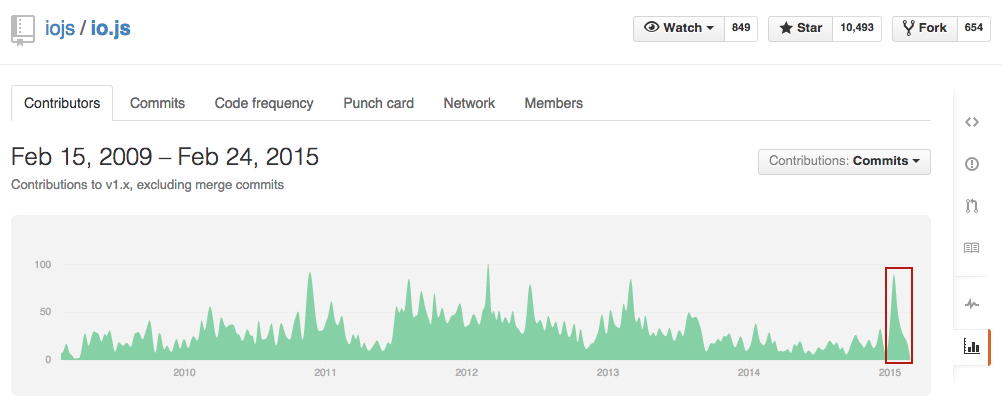 iojs / io.js
Watch 849 Star 10,493 Fork 654
Contributors Commits Code frequency Punch card Network Members
Feb 15, 2009 – Feb 24, 2015
Contributions: Commits
Contributions to v1.x, excluding merge commits
100
50
0
2010 2011 2012 2013 2014 2015